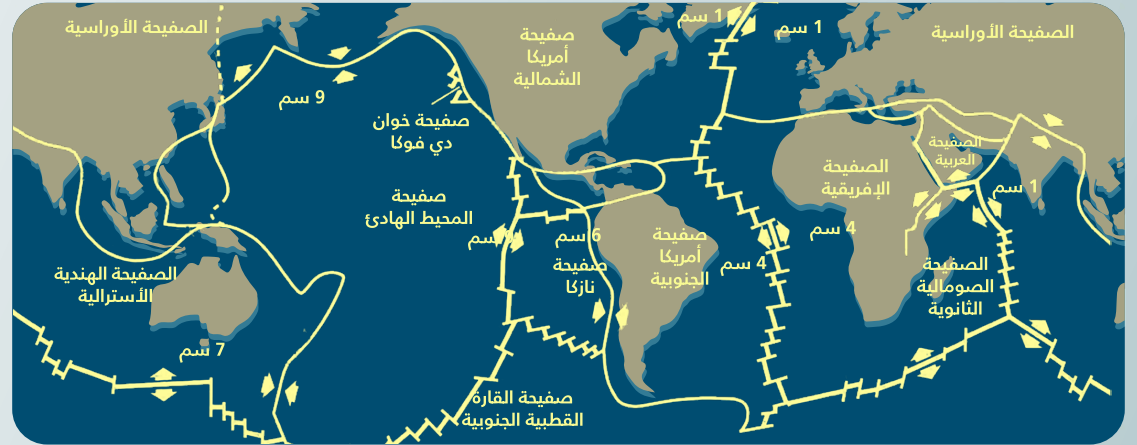 الصفيحة الأوراسية
1 سم
1 سم
الصفيحة الأوراسية
صفيحة
أمريكا
الشمالية
9 سم
صفيحة خوان
دي فوكا
الصفيحة
العربية
الصفيحة
الإفريقية
1 سم
صفيحة
المحيط الهادئ
4 سم
سم
6 سم
صفيحة
أمريكا
الجنوبية
4 سم
صفيحة
نازكا
الصفيحة
الصومالية
الثانوية
الصفيحة الهندية
الأسترالية
7 سم
صفيحة القارة
القطبية الجنوبية